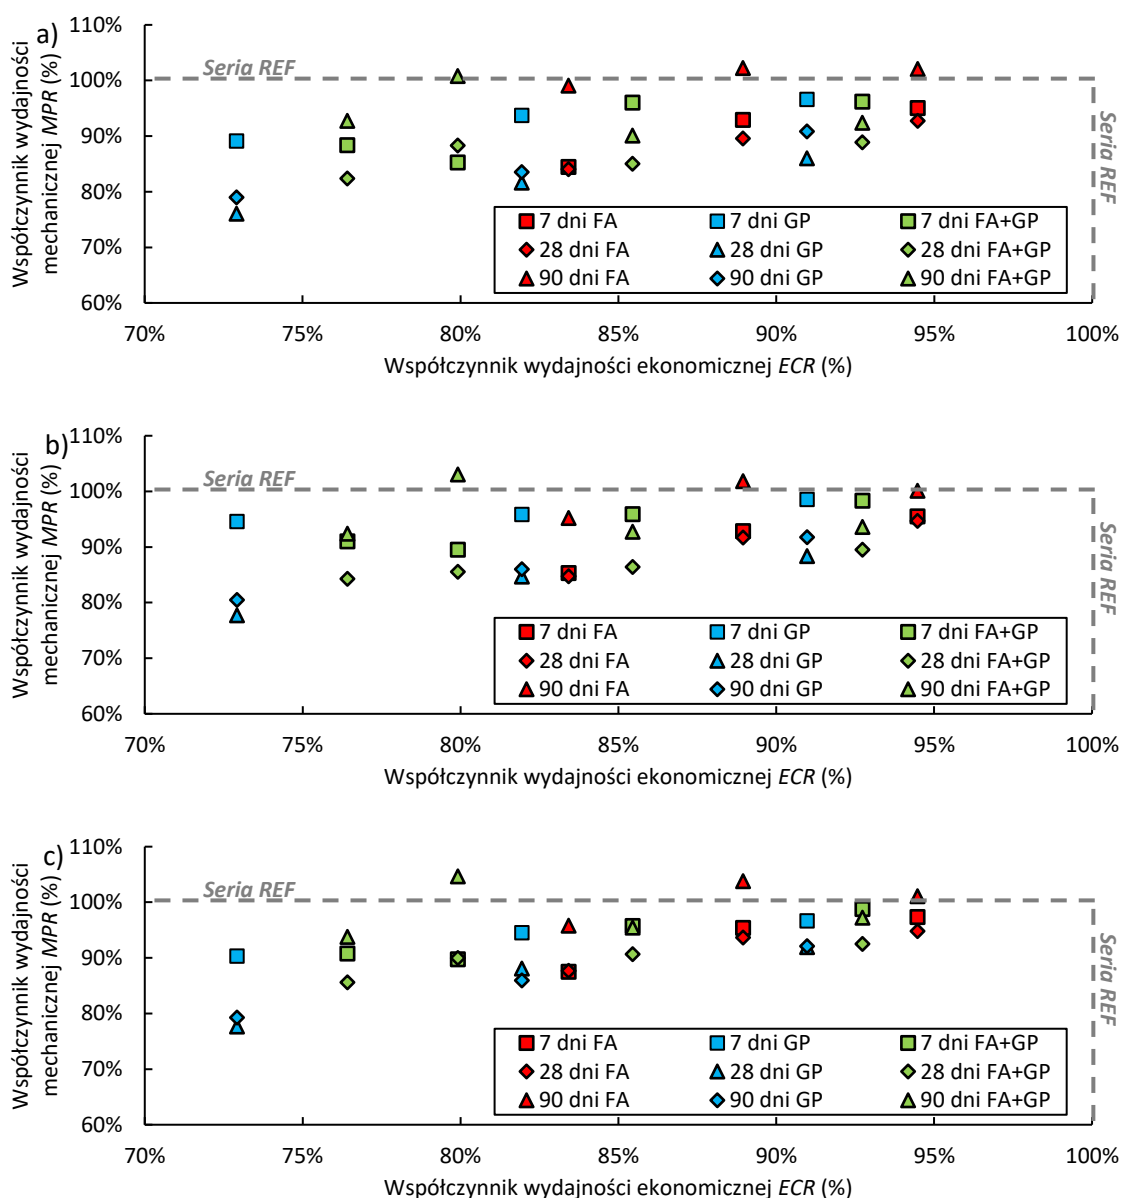 a)
Współczynnik wydajności
mechanicznej MPR (%)
110%
100%
90%
80%
70%
60%
Seria REF
Seria REF
7 dni FA 7 dni GP 7 dni FA+GP
28 dni FA 28 dni GP 28 dni FA+GP
90 dni FA 90 dni GP 90 dni FA+GP
70% 75% 80% 85% 90% 95% 100%
Współczynnik wydajności ekonomicznej ECR (%)
b)
Współczynnik wydajności
mechanicznej MPR (%)
110%
100%
90%
80%
70%
60%
Seria REF
Seria REF
7 dni FA 7 dni GP 7 dni FA+GP
28 dni FA 28 dni GP 28 dni FA+GP
90 dni FA 90 dni GP 90 dni FA+GP
70% 75% 80% 85% 90% 95% 100%
Współczynnik wydajności ekonomicznej ECR (%)
c)
Współczynnik wydajności
mechanicznej MPR (%)
110%
100%
90%
80%
70%
60%
Seria REF
Seria REF
7 dni FA 7 dni GP 7 dni FA+GP
28 dni FA 28 dni GP 28 dni FA+GP
90 dni FA 90 dni GP 90 dni FA+GP
70% 75% 80% 85% 90% 95% 100%
Współczynnik wydajności ekonomicznej ECR (%)